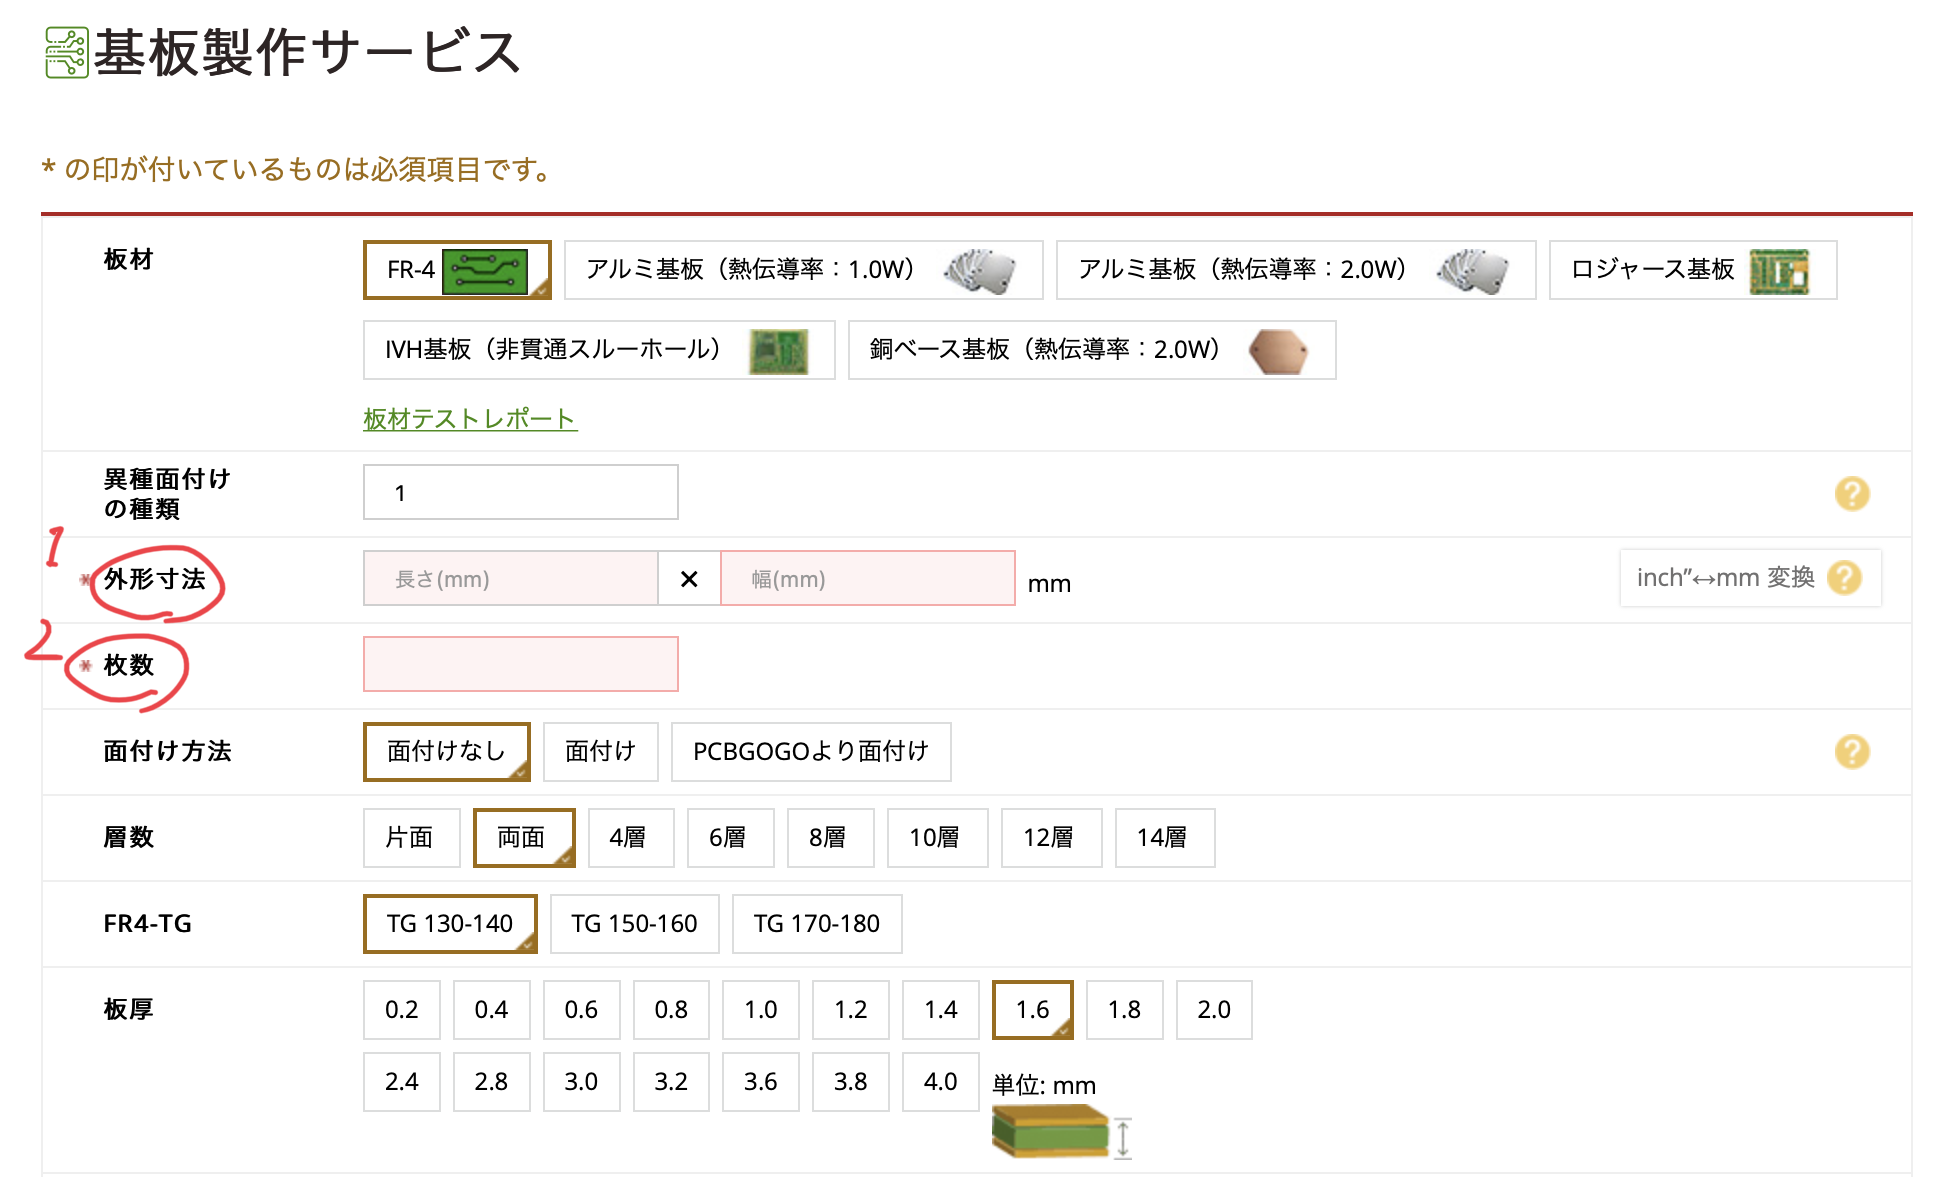 基板製作サービス
* の印が付いているものは必須項目です。
板材
FR-4
アルミ基板（熱伝導率：1.0W）
アルミ基板（熱伝導率：2.0W）
ロジャース基板
IVH基板（非貫通スルーホール）
銅ベース基板（熱伝導率：2.0W）
板材テストレポート
異種面付け
の種類
1
?
1
* 外形寸法
長さ(mm) × 幅(mm) mm
inch”↔mm 変換 ?
2
* 枚数
面付け方法
面付けなし 面付け PCBGOGOより面付け
?
層数
片面 両面 4層 6層 8層 10層 12層 14層
FR4-TG
TG 130-140 TG 150-160 TG 170-180
板厚
0.2 0.4 0.6 0.8 1.0 1.2 1.4 1.6 1.8 2.0
2.4 2.8 3.0 3.2 3.6 3.8 4.0 単位: mm